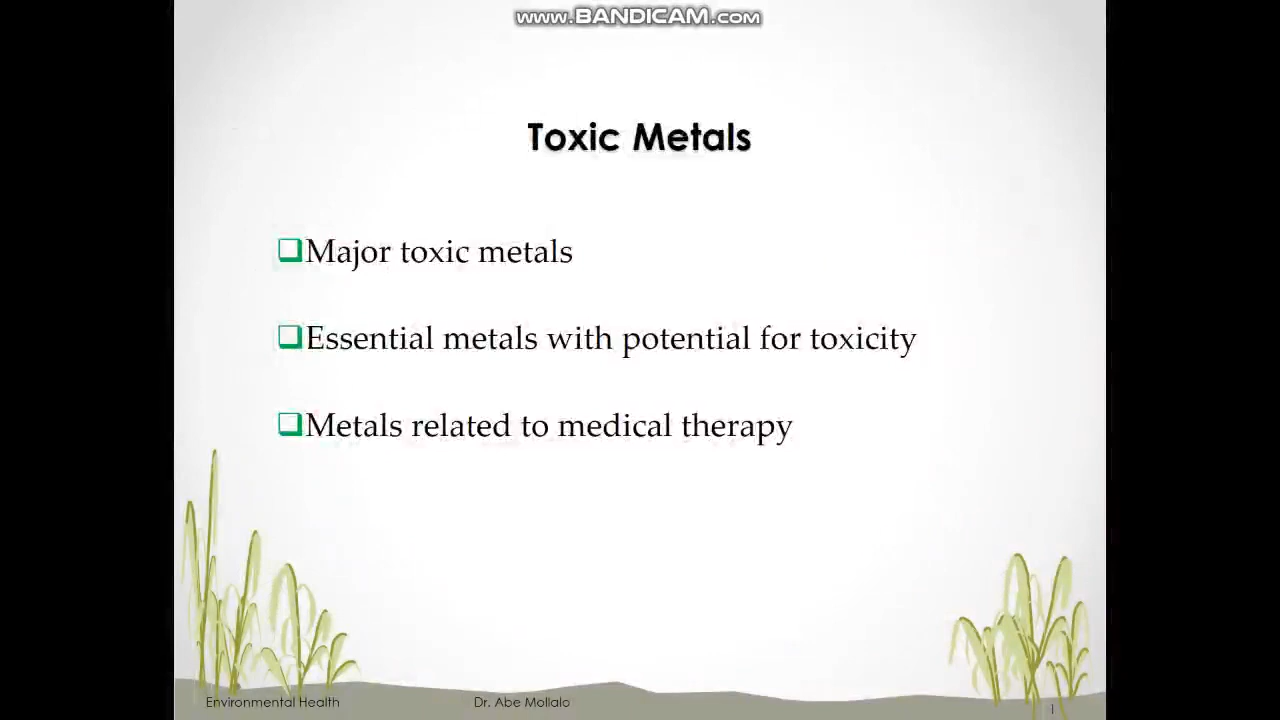 www.BANDICAM.com
Toxic Metals
Major toxic metals
Essential metals with potential for toxicity
Metals related to medical therapy
Environmental Health
Dr. Abe Mollalo
1